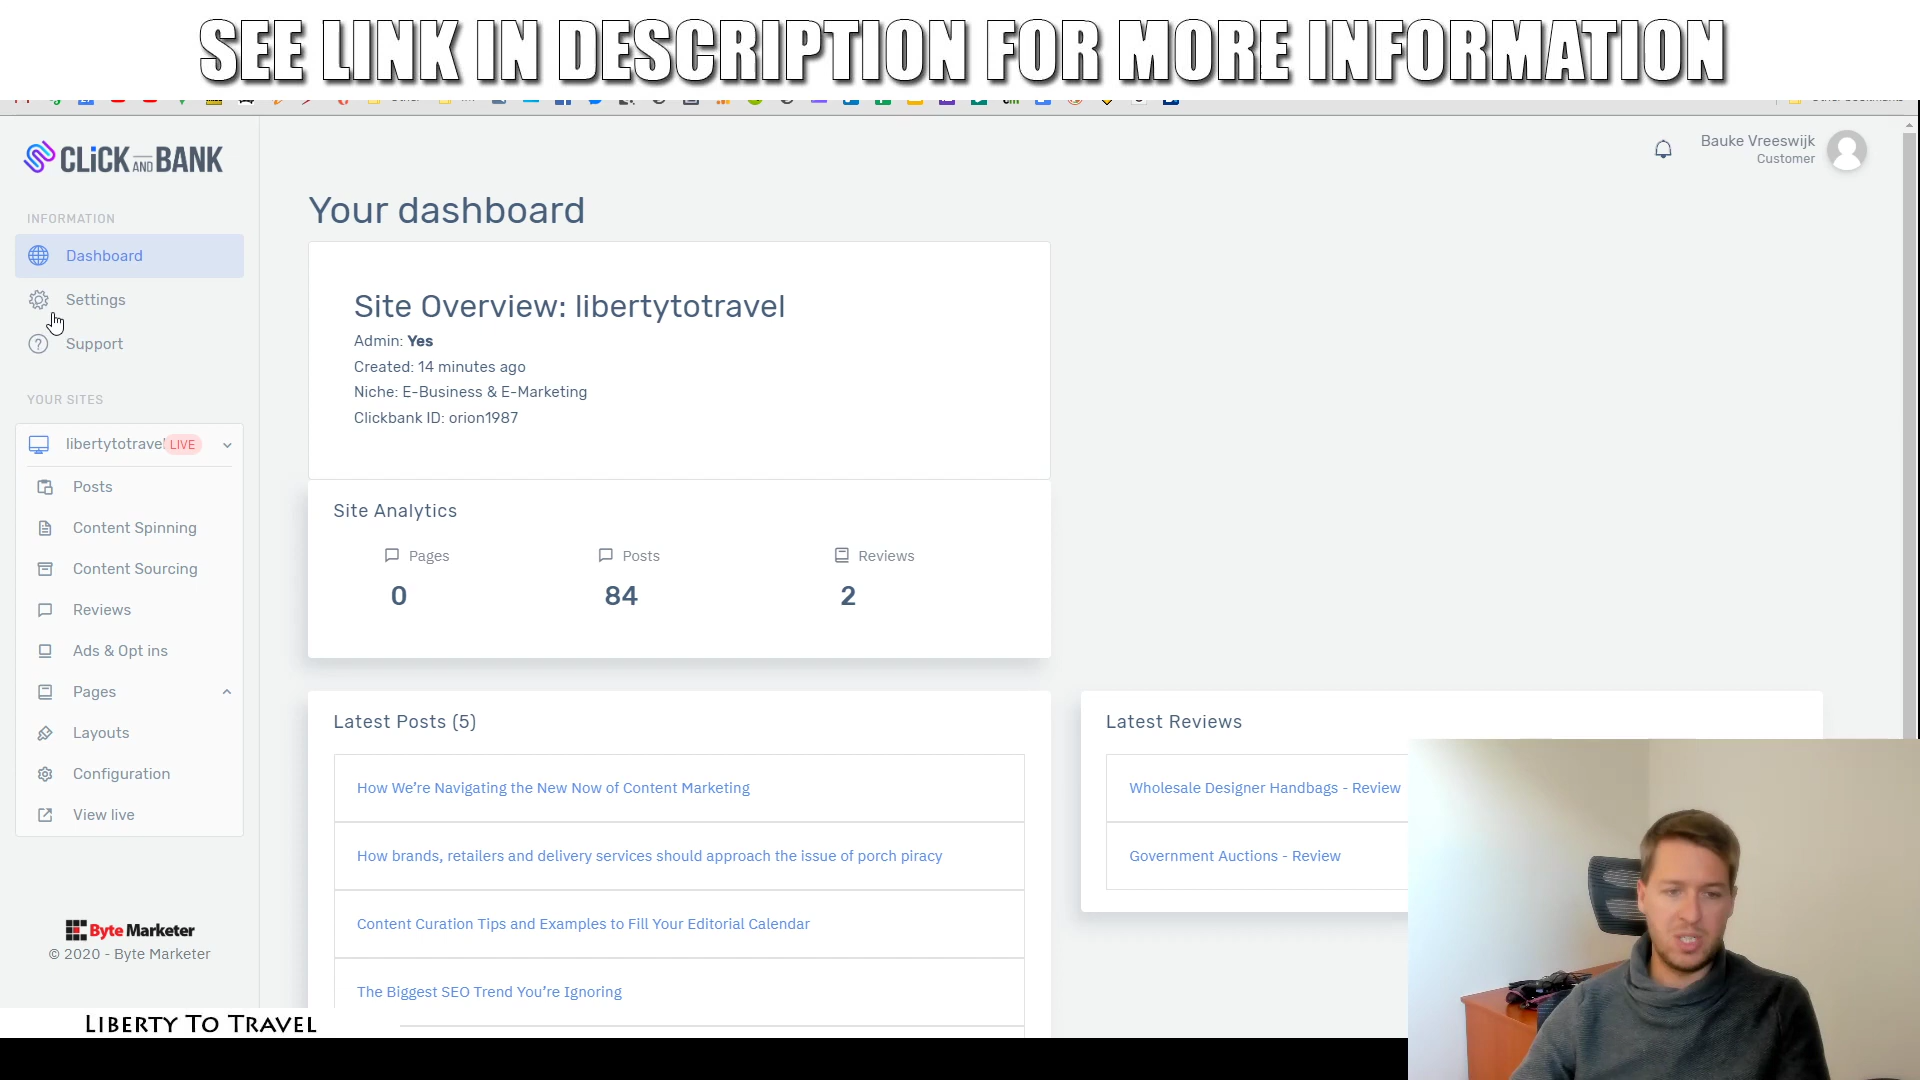 SEE LINK IN DESCRIPTION FOR MORE INFORMATION
CLICK AND BANK
Bauke Vreeswijk
Customer
INFORMATION
Dashboard
Settings
Support
YOUR SITES
libertytotravel LIVE
Posts
Content Spinning
Content Sourcing
Reviews
Ads & Opt ins
Pages
Layouts
Configuration
View live
Byte Marketer
© 2020 - Byte Marketer
LIBERTY TO TRAVEL
Your dashboard
Site Overview: libertytotravel
Admin: Yes
Created: 14 minutes ago
Niche: E-Business & E-Marketing
Clickbank ID: orion1987
Site Analytics
Pages Posts Reviews
0 84 2
Latest Posts (5)
How We're Navigating the New Now of Content Marketing
How brands, retailers and delivery services should approach the issue of porch piracy
Content Curation Tips and Examples to Fill Your Editorial Calendar
The Biggest SEO Trend You're Ignoring
Latest Reviews
Wholesale Designer Handbags - Review
Government Auctions - Review